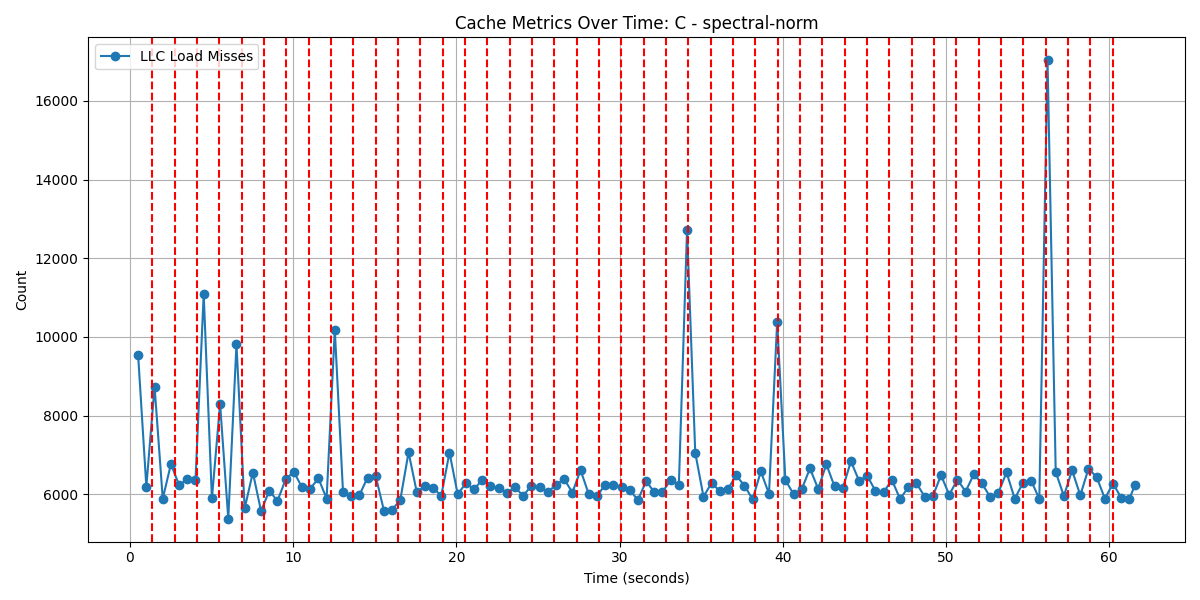 Cache Metrics Over Time: C - spectral-norm
LLC Load Misses
Count
16000
14000
12000
10000
8000
6000
0 10 20 30 40 50 60
Time (seconds)